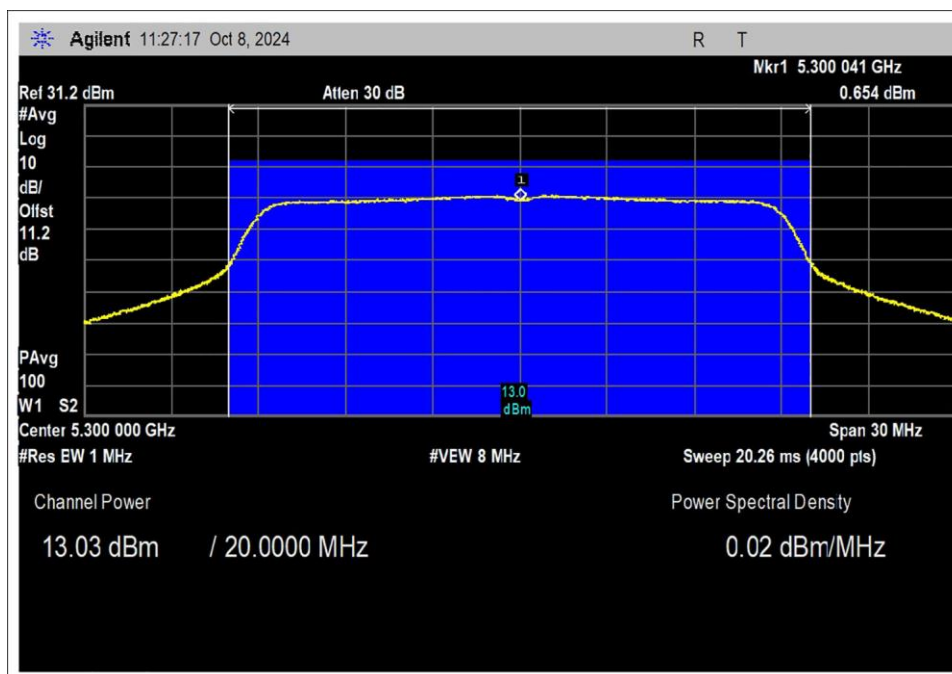 Agilent 11:27:17 Oct 8, 2024 R T
Mkr1 5.300 041 GHz
Ref 31.2 dBm Atten 30 dB 0.654 dBm
#Avg
Log
10
dB/
Offst
11.2
dB
1
PAvg
100
W1 S2
13.0
dBm
Center 5.300 000 GHz Span 30 MHz
#Res BW 1 MHz #VBW 8 MHz Sweep 20.26 ms (4000 pts)
Channel Power Power Spectral Density
13.03 dBm / 20.0000 MHz 0.02 dBm/MHz